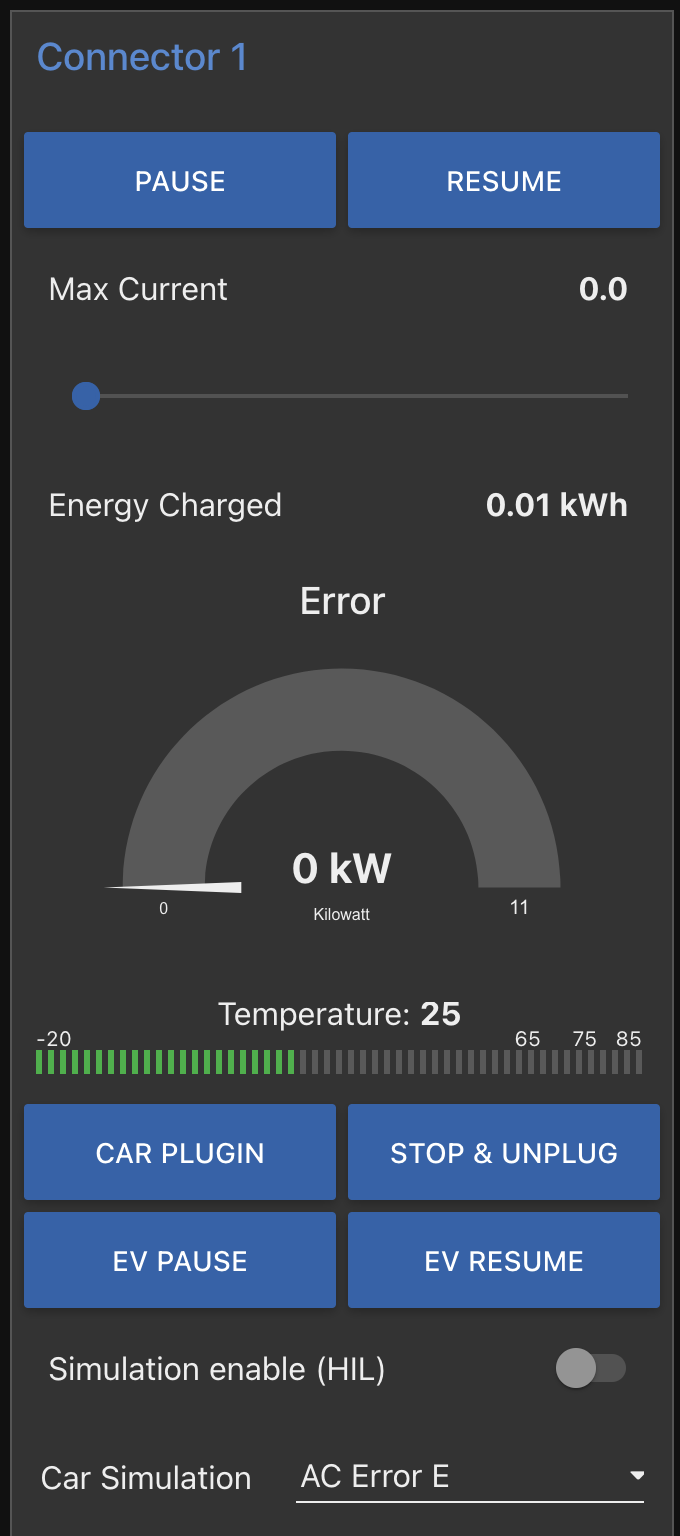 Connector 1
PAUSE RESUME
Max Current 0.0
Energy Charged 0.01 kWh
Error
0 kW
0 Kilowatt 11
Temperature: 25
-20 65 75 85
CAR PLUGIN STOP & UNPLUG
EV PAUSE EV RESUME
Simulation enable (HIL)
Car Simulation AC Error E